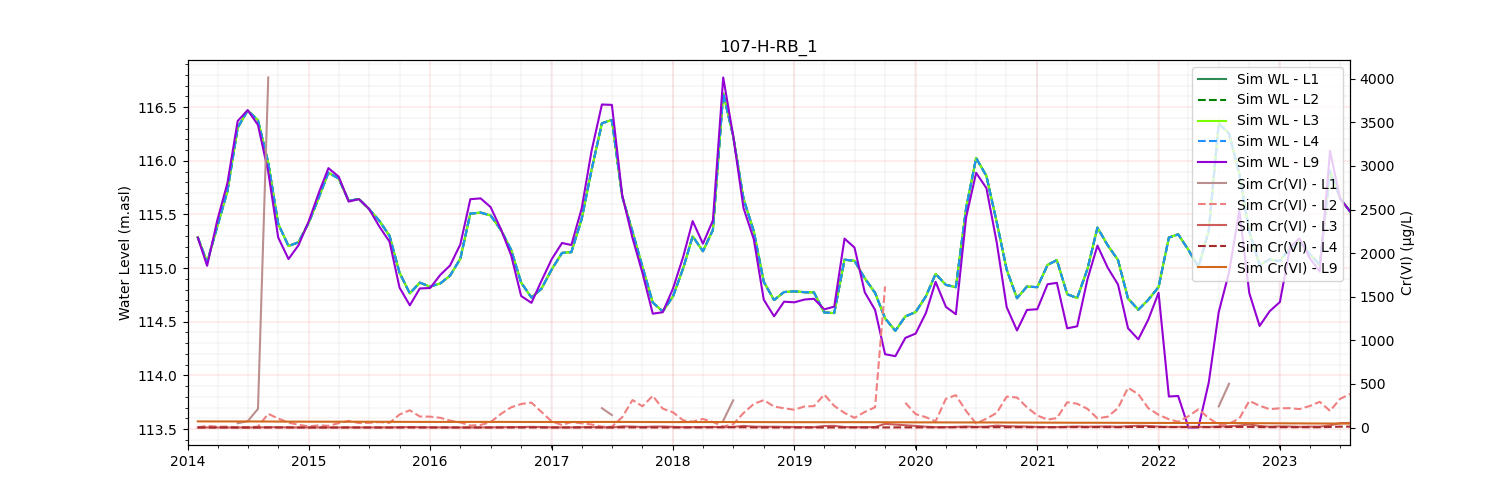 107-H-RB_1
Water Level (m.asl)
116.5
116.0
115.5
115.0
114.5
114.0
113.5
2014
2015
2016
2017
2018
2019
2020
2021
2022
2023
Sim WL - L1
Sim WL - L2
Sim WL - L3
Sim WL - L4
Sim WL - L9
Sim Cr(VI) - L1
Sim Cr(VI) - L2
Sim Cr(VI) - L3
Sim Cr(VI) - L4
Sim Cr(VI) - L9
4000
3500
3000
2500
2000
1500
1000
500
0
Cr(VI) (μg/L)